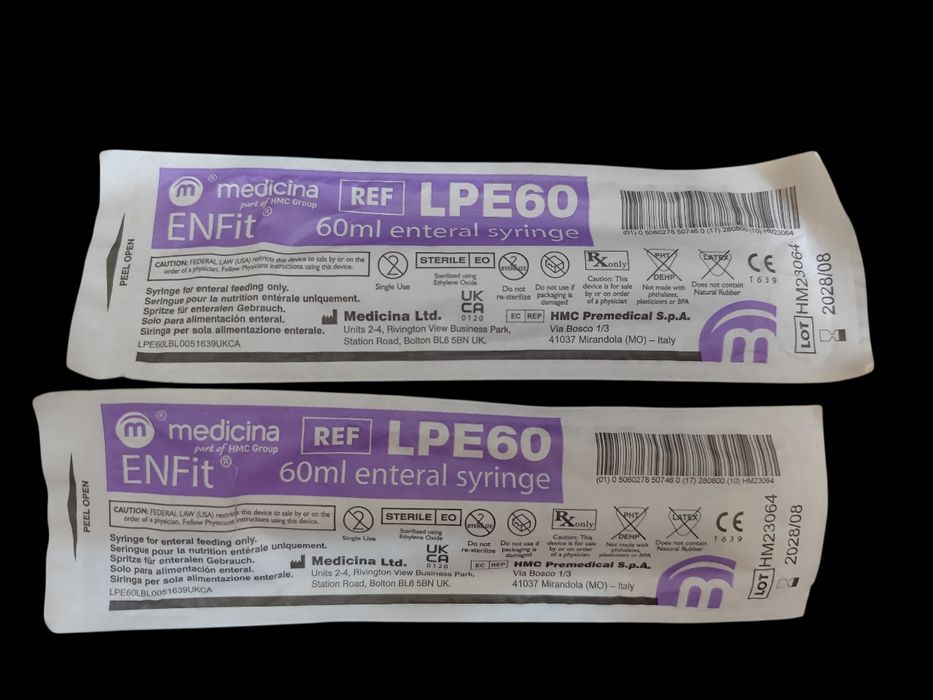 PEEL OPEN
m® medicina
part of HMC Group
ENFit®
REF LPE60
60ml enteral syringe
(01) 0 5060278 50746 0 (17) 280800 (10) HM23064
CAUTION: FEDERAL LAW (USA) restricts this device to sale by or on the
order of a physician. Follow Physicians instructions using this device.
2
Single Use
STERILE EO
Sterilized using
Ethylene Oxide
2
STERILIZE
Do not
re-sterilize
Do not use if
packaging is
damaged
Rx only
Caution: This
device is for sale
by or on order
of a physician
PHT
DEHP
Not made with
phthalates,
plasticizers or BPA
LATEX
Does not contain
Natural Rubber
CE
1639
Syringe for enteral feeding only.
Seringue pour la nutrition entérale uniquement.
Spritze für enteralen Gebrauch.
Solo para alimentación enteral.
Siringa per sola alimentazione enterale.
LPE60LBL0051639UKCA
Medicina Ltd.
Units 2-4, Rivington View Business Park,
Station Road, Bolton BL6 5BN UK.
UK
CA
0120
EC REP HMC Premedical S.p.A.
Via Bosco 1/3
41037 Mirandola (MO) – Italy
m
LOT HM23064
2028/08
PEEL OPEN
m® medicina
part of HMC Group
ENFit®
REF LPE60
60ml enteral syringe
(01) 0 5060278 50746 0 (17) 280800 (10) HM23064
CAUTION: FEDERAL LAW (USA) restricts this device to sale by or on the
order of a physician. Follow Physicians instructions using this device.
2
Single Use
STERILE EO
Sterilized using
Ethylene Oxide
2
STERILIZE
Do not
re-sterilize
Do not use if
packaging is
damaged
Rx only
Caution: This
device is for sale
by or on order
of a physician
PHT
DEHP
Not made with
phthalates,
plasticizers or BPA
LATEX
Does not contain
Natural Rubber
CE
1639
Syringe for enteral feeding only.
Seringue pour la nutrition entérale uniquement.
Spritze für enteralen Gebrauch.
Solo para alimentación enteral.
Siringa per sola alimentazione enterale.
LPE60LBL0051639UKCA
Medicina Ltd.
Units 2-4, Rivington View Business Park,
Station Road, Bolton BL6 5BN UK.
UK
CA
0120
EC REP HMC Premedical S.p.A.
Via Bosco 1/3
41037 Mirandola (MO) – Italy
m
LOT HM23064
2028/08